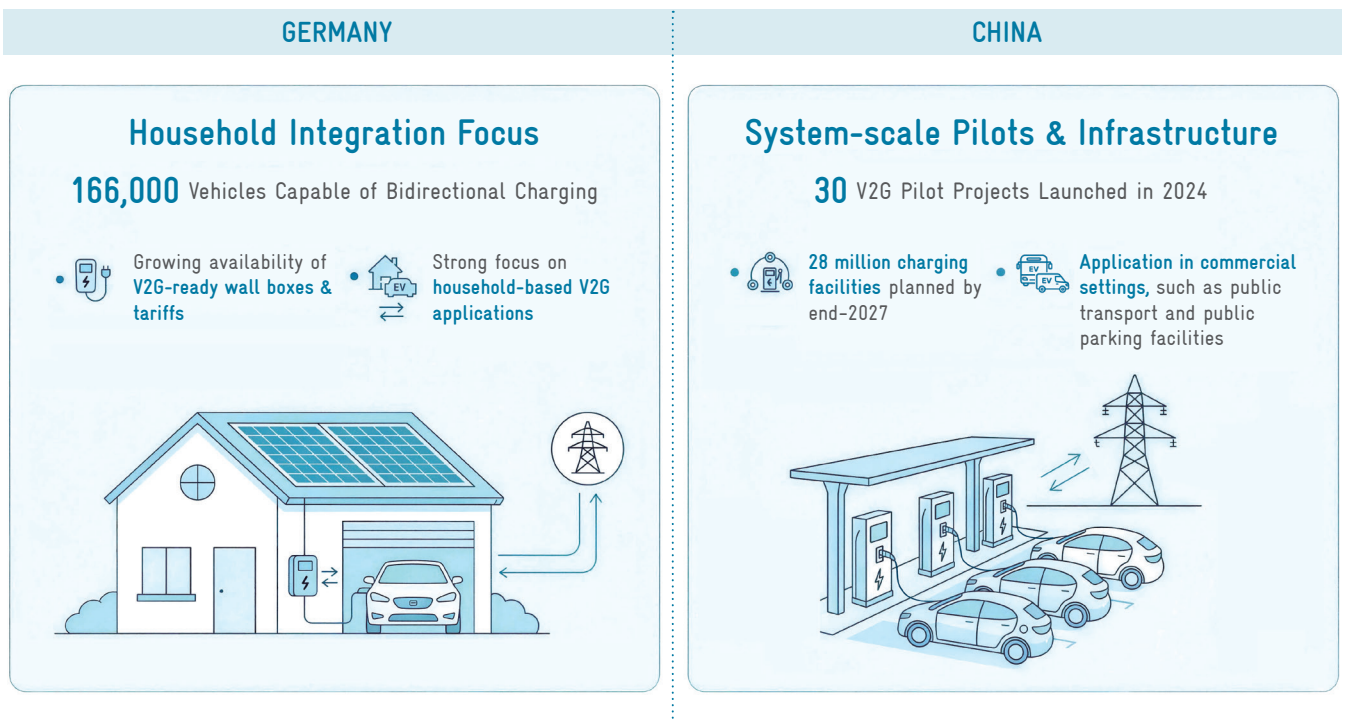 GERMANY
Household Integration Focus
166,000 Vehicles Capable of Bidirectional Charging
Growing availability of
V2G-ready wall boxes &
tariffs
EV
Strong focus on
household-based V2G
applications
CHINA
System-scale Pilots & Infrastructure
30 V2G Pilot Projects Launched in 2024
28 million charging
facilities planned by
end-2027
EV
EV
Application in commercial
settings, such as public
transport and public
parking facilities